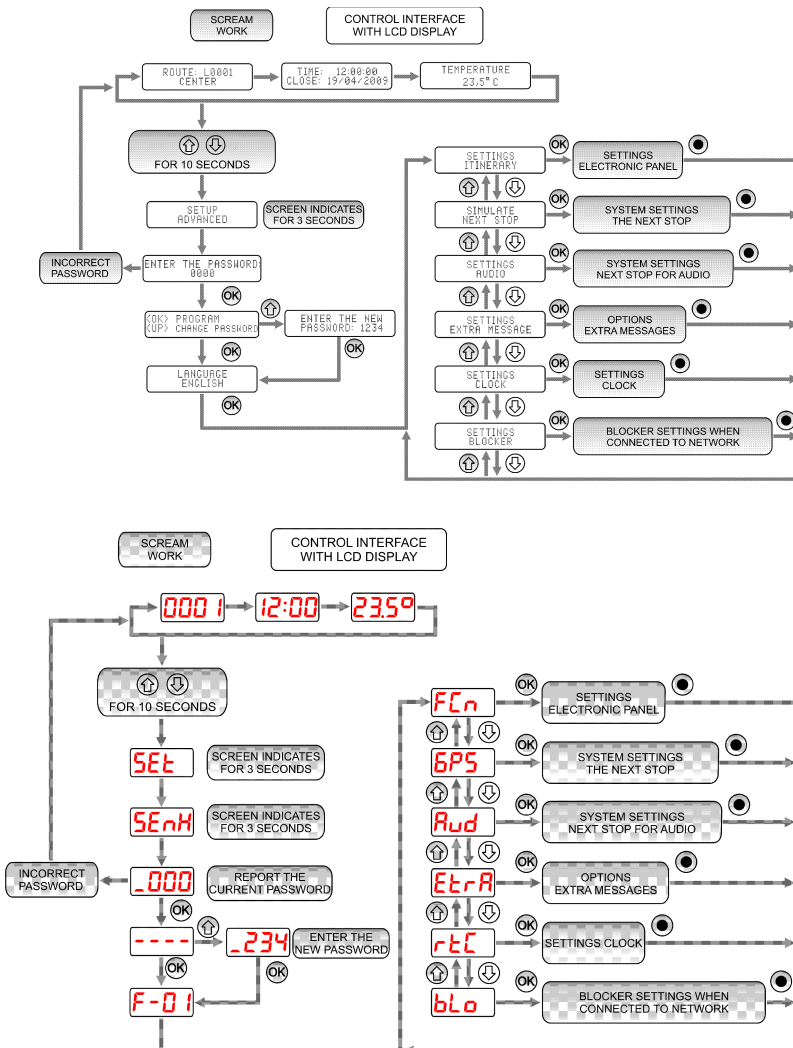 SCREAM
WORK
CONTROL INTERFACE
WITH LCD DISPLAY
ROUTE: L0001
CENTER
TIME: 12:00:00
CLOSE: 19/04/2009
TEMPERATURE
23,5° C
FOR 10 SECONDS
SETUP
ADVANCED
SCREEN INDICATES
FOR 3 SECONDS
INCORRECT
PASSWORD
ENTER THE PASSWORD:
0000
OK
<OK> PROGRAM
<UP> CHANGE PASSWORD
ENTER THE NEW
PASSWORD: 1234
OK
OK
LANGUAGE
ENGLISH
OK
SETTINGS
ITINERARY
OK
SETTINGS
ELECTRONIC PANEL
SIMULATE
NEXT STOP
OK
SYSTEM SETTINGS
THE NEXT STOP
SETTINGS
AUDIO
OK
SYSTEM SETTINGS
NEXT STOP FOR AUDIO
SETTINGS
EXTRA MESSAGE
OK
OPTIONS
EXTRA MESSAGES
SETTINGS
CLOCK
OK
SETTINGS
CLOCK
SETTINGS
BLOCKER
OK
BLOCKER SETTINGS WHEN
CONNECTED TO NETWORK
SCREAM
WORK
CONTROL INTERFACE
WITH LCD DISPLAY
0001
12:00
23.5º
FOR 10 SECONDS
SEt
SCREEN INDICATES
FOR 3 SECONDS
SEnH
SCREEN INDICATES
FOR 3 SECONDS
INCORRECT
PASSWORD
_000
REPORT THE
CURRENT PASSWORD
OK
----
_234
ENTER THE
NEW PASSWORD
OK
OK
F-01
FCn
OK
SETTINGS
ELECTRONIC PANEL
GPS
OK
SYSTEM SETTINGS
THE NEXT STOP
Aud
OK
SYSTEM SETTINGS
NEXT STOP FOR AUDIO
EtrA
OK
OPTIONS
EXTRA MESSAGES
rtC
OK
SETTINGS CLOCK
bLo
OK
BLOCKER SETTINGS WHEN
CONNECTED TO NETWORK